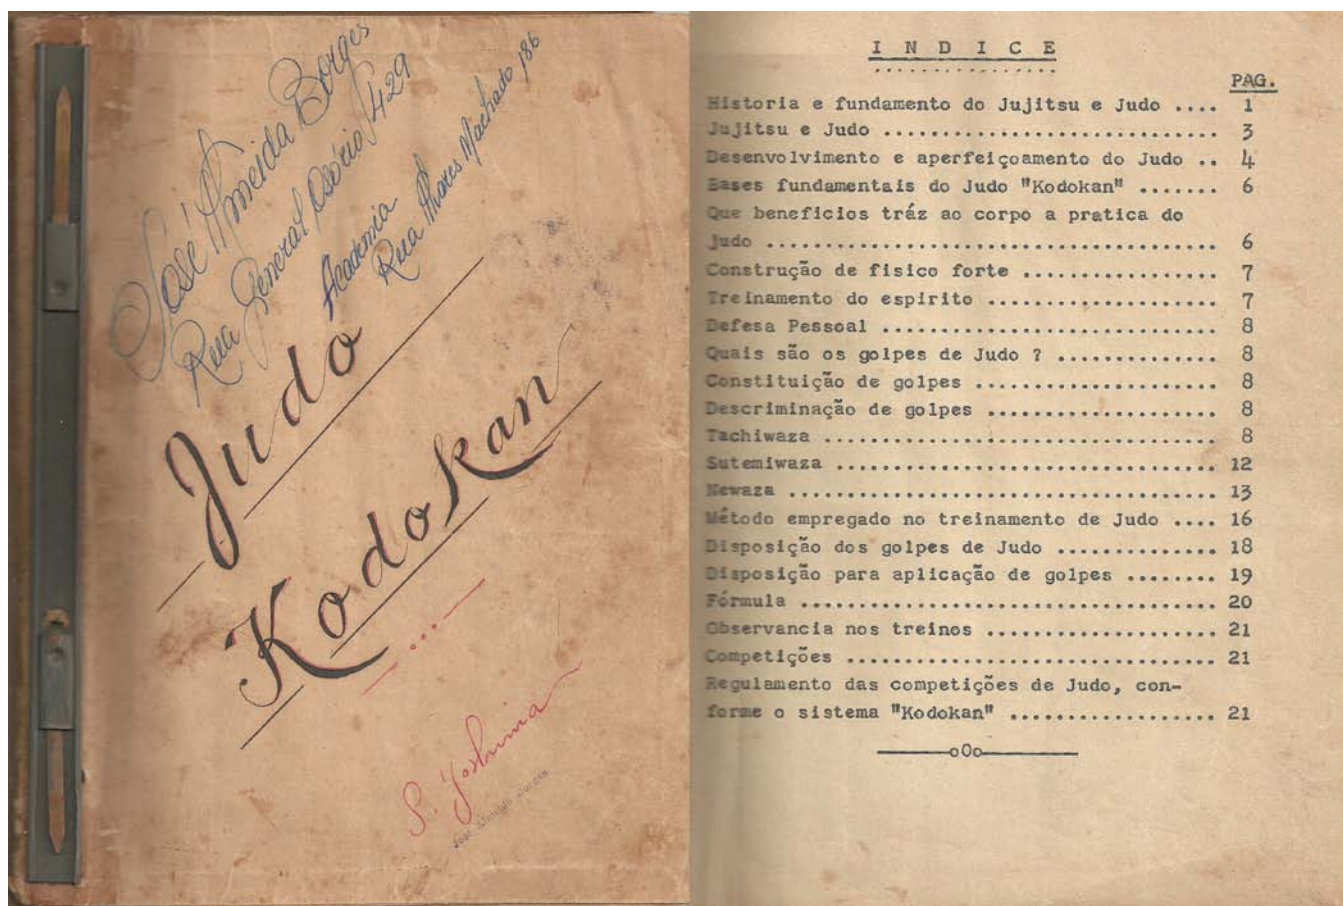 José Almeida Borges
Rua General Osório 429
Academia
Rua Alvares Machado 186
Judo
Kodokan
S. Yoshima
José Almeida Borges
INDICE
PAG.
Historia e fundamento do Jujitsu e Judo .... 1
Jujitsu e Judo ............................. 3
Desenvolvimento e aperfeiçoamento do Judo .. 4
Bases fundamentais do Judo "Kodokan" ....... 6
Que beneficios tráz ao corpo a pratica do
Judo ....................................... 6
Construção de fisico forte ................. 7
Treinamento do espirito .................... 7
Defesa Pessoal ............................. 8
Quais são os golpes de Judo ? .............. 8
Constituição de golpes ..................... 8
Descriminação de golpes .................... 8
Tachiwaza .................................. 8
Sutemiwaza ................................. 12
Newaza ..................................... 13
Método empregado no treinamento de Judo .... 16
Disposição dos golpes de Judo .............. 18
Disposição para aplicação de golpes ........ 19
Fórmula .................................... 20
Observancia nos treinos .................... 21
Competições ................................ 21
Regulamento das competições de Judo, con-
forme o sistema "Kodokan" .................. 21
oOo